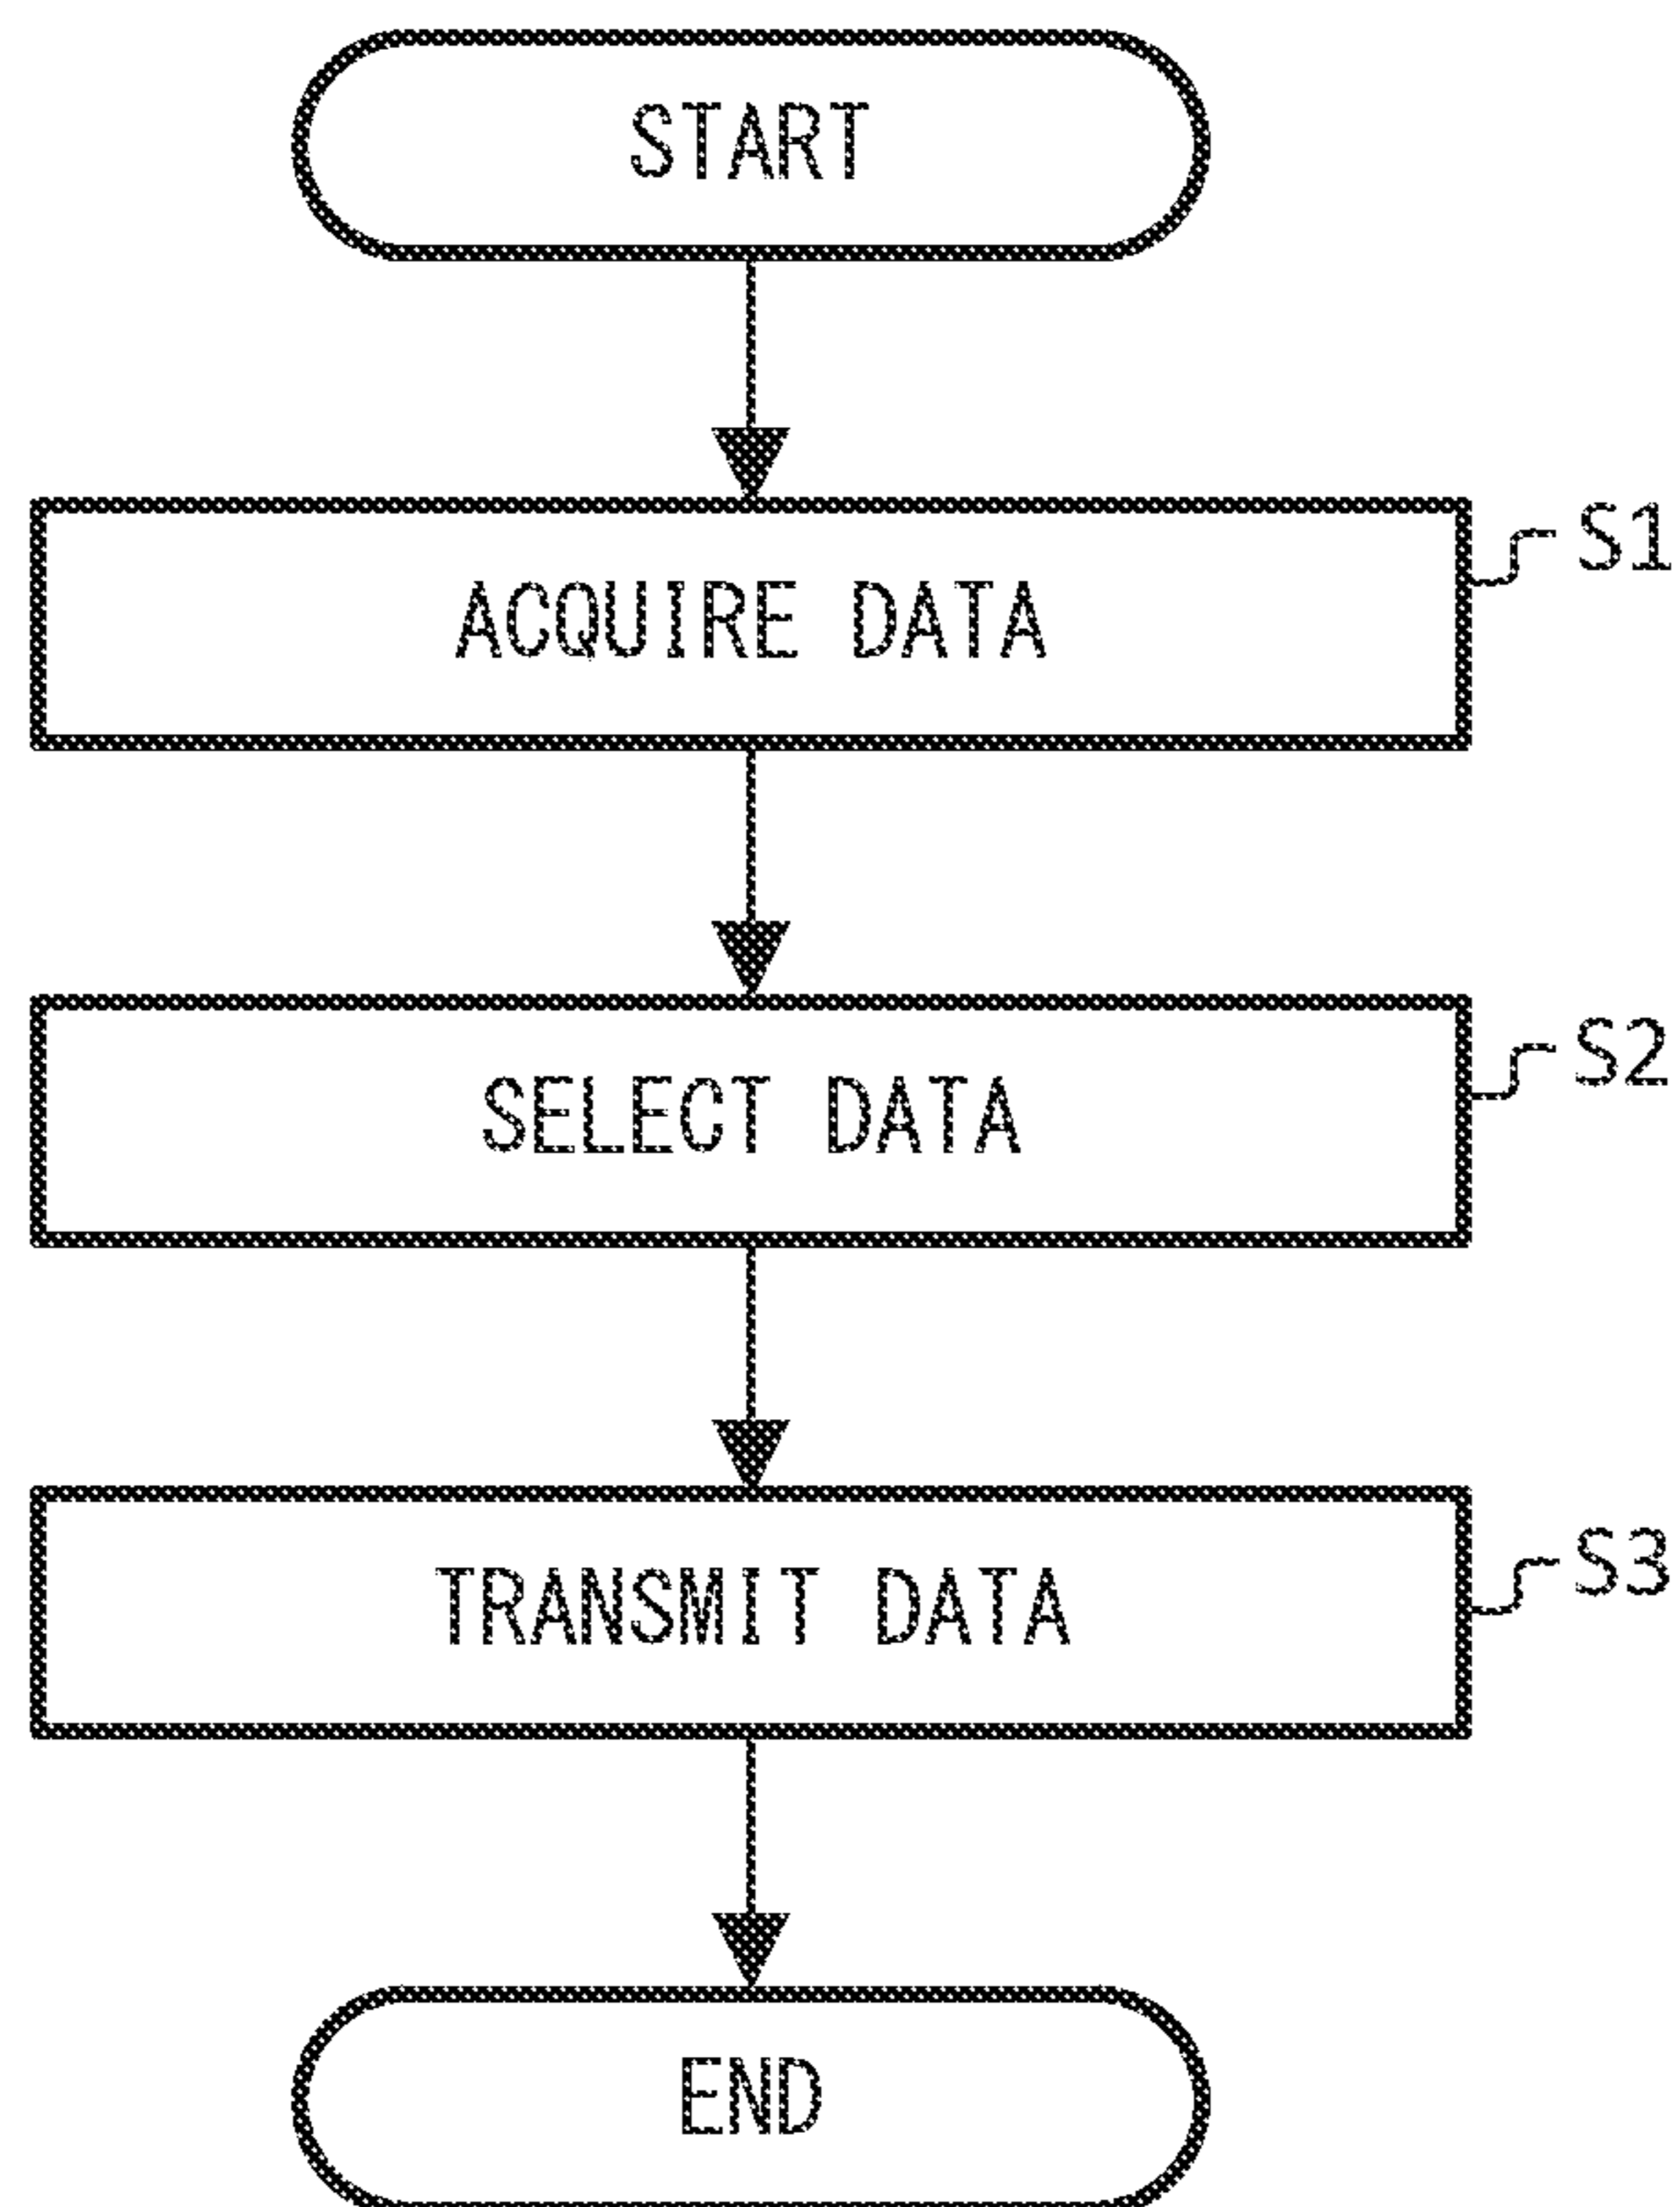 START
ACQUIRE DATA
S1
SELECT DATA
S2
TRANSMIT DATA
S3
END